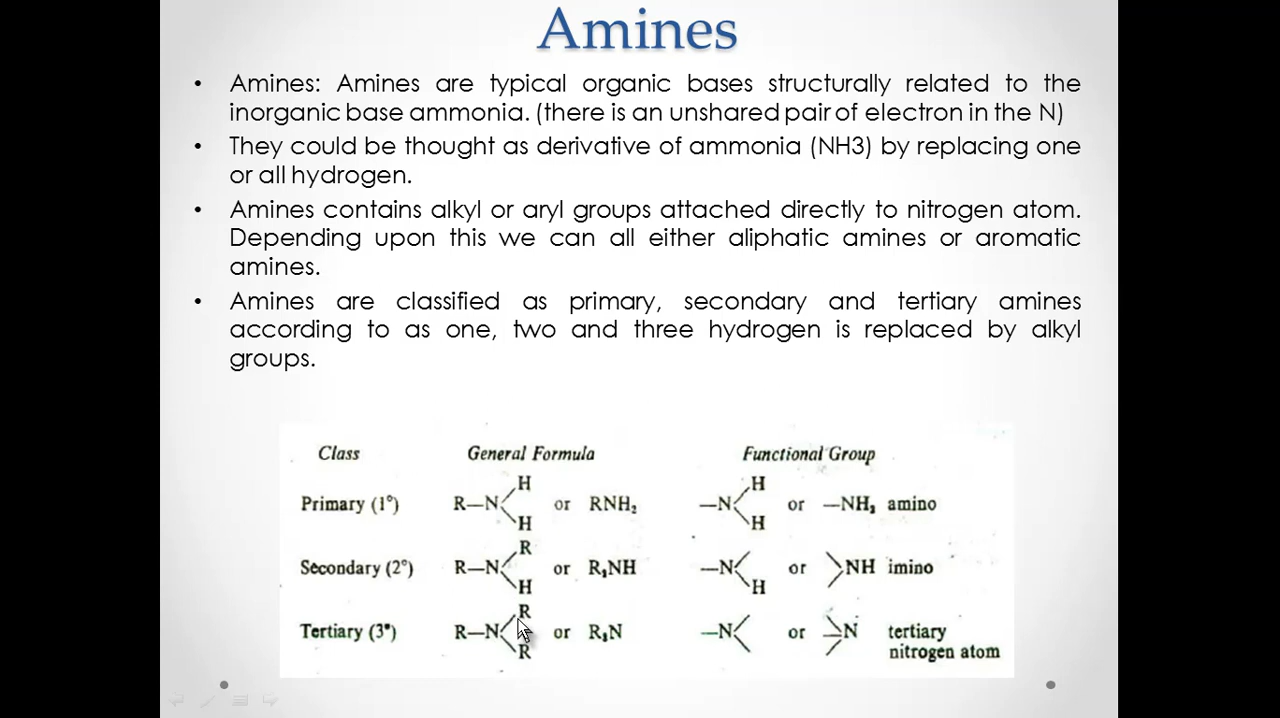 Amines
• Amines: Amines are typical organic bases structurally related to the
inorganic base ammonia. (there is an unshared pair of electron in the N)
• They could be thought as derivative of ammonia (NH3) by replacing one
or all hydrogen.
• Amines contains alkyl or aryl groups attached directly to nitrogen atom.
Depending upon this we can all either aliphatic amines or aromatic
amines.
• Amines are classified as primary, secondary and tertiary amines
according to as one, two and three hydrogen is replaced by alkyl
groups.
Class General Formula Functional Group
H H
Primary (1°) R—N or RNH₂ —N or —NH₂ amino
H H
R
Secondary (2°) R—N or R₂NH —N or NH imino
H H
R
Tertiary (3°) R—N or R₃N —N or N tertiary
R nitrogen atom